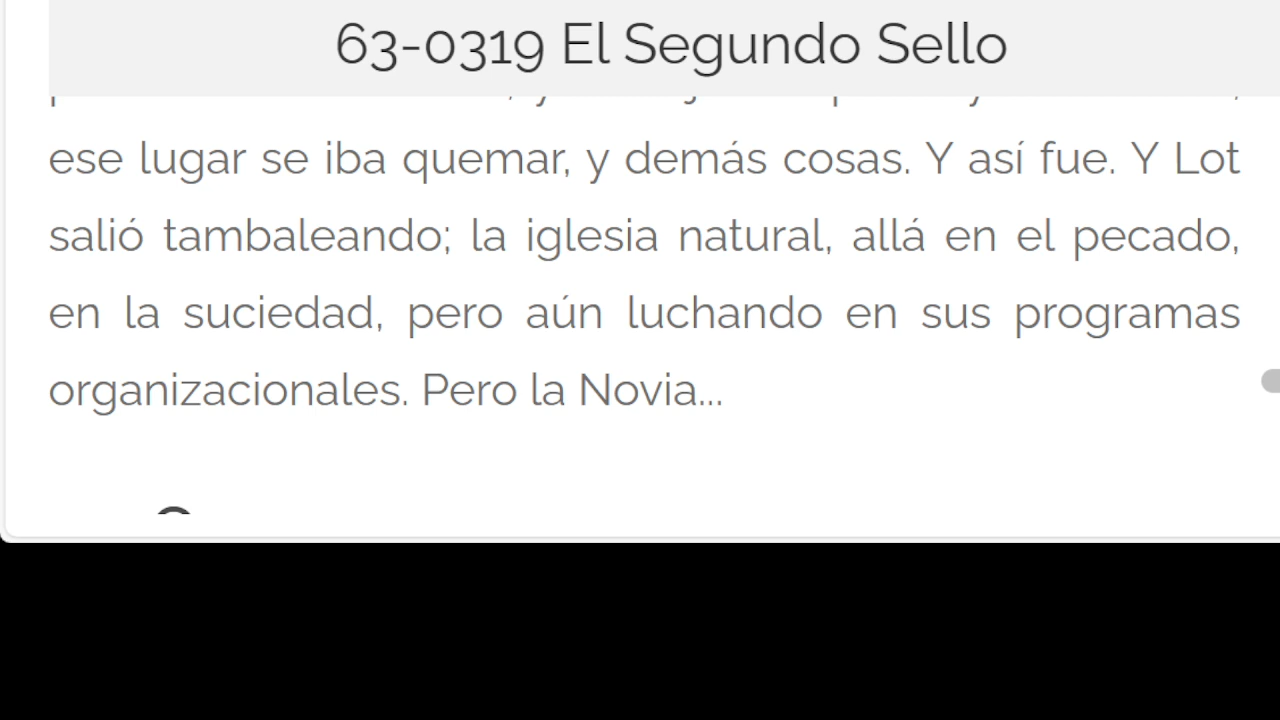 63-0319 El Segundo Sello
ese lugar se iba quemar, y demás cosas. Y así fue. Y Lot
salió tambaleando; la iglesia natural, allá en el pecado,
en la suciedad, pero aún luchando en sus programas
organizacionales. Pero la Novia...